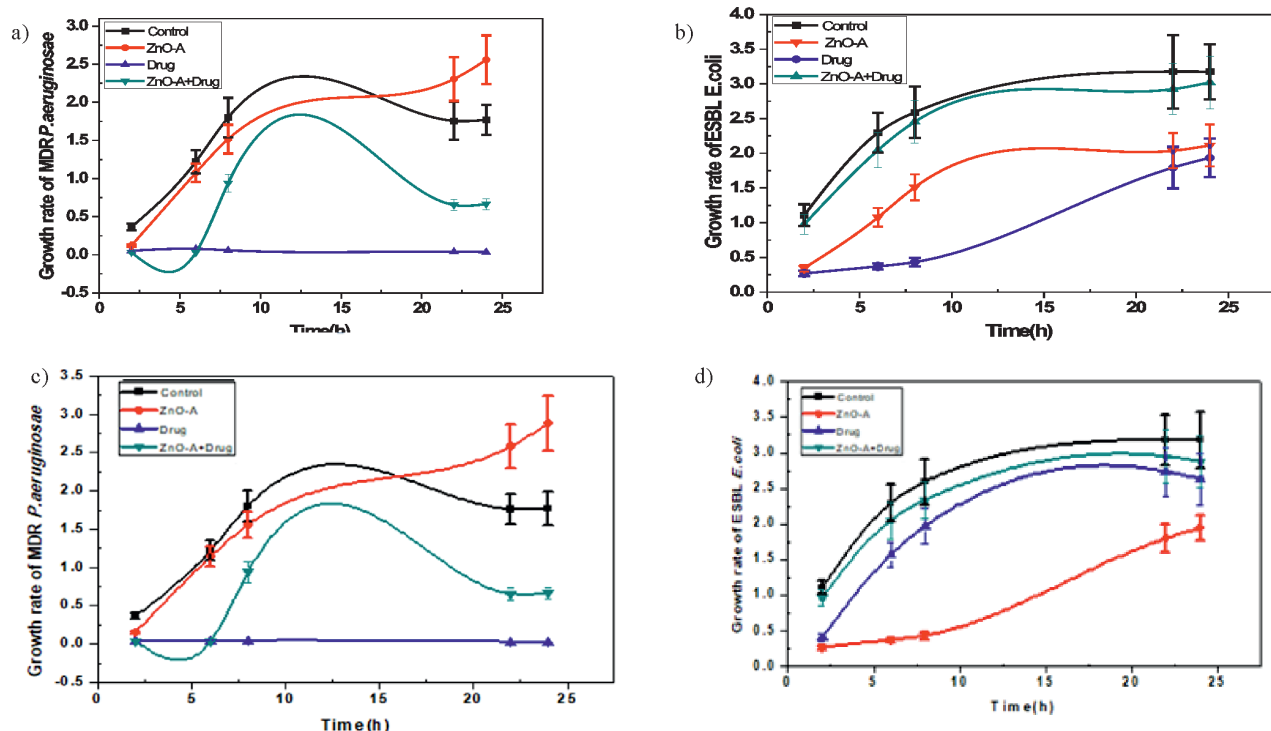 a)
Growth rate of MDRP.aeruginosae
Control
ZnO-A
Drug
ZnO-A+Drug
3.0
2.5
2.0
1.5
1.0
0.5
0.0
-0.5
0 5 10 15 20 25
Time(h)
b)
Growth rate of ESBL E.coli
Control
ZnO-A
Drug
ZnO-A+Drug
4.0
3.5
3.0
2.5
2.0
1.5
1.0
0.5
0.0
0 5 10 15 20 25
Time(h)
c)
Growth rate of MDR P.aeruginosae
Control
ZnO-A
Drug
ZnO-A+Drug
3.5
3.0
2.5
2.0
1.5
1.0
0.5
0.0
-0.5
0 5 10 15 20 25
Time(h)
d)
Growth rate of ESBL E.coli
Control
ZnO-A
Drug
ZnO-A+Drug
4.0
3.5
3.0
2.5
2.0
1.5
1.0
0.5
0.0
0 5 10 15 20 25
Time(h)